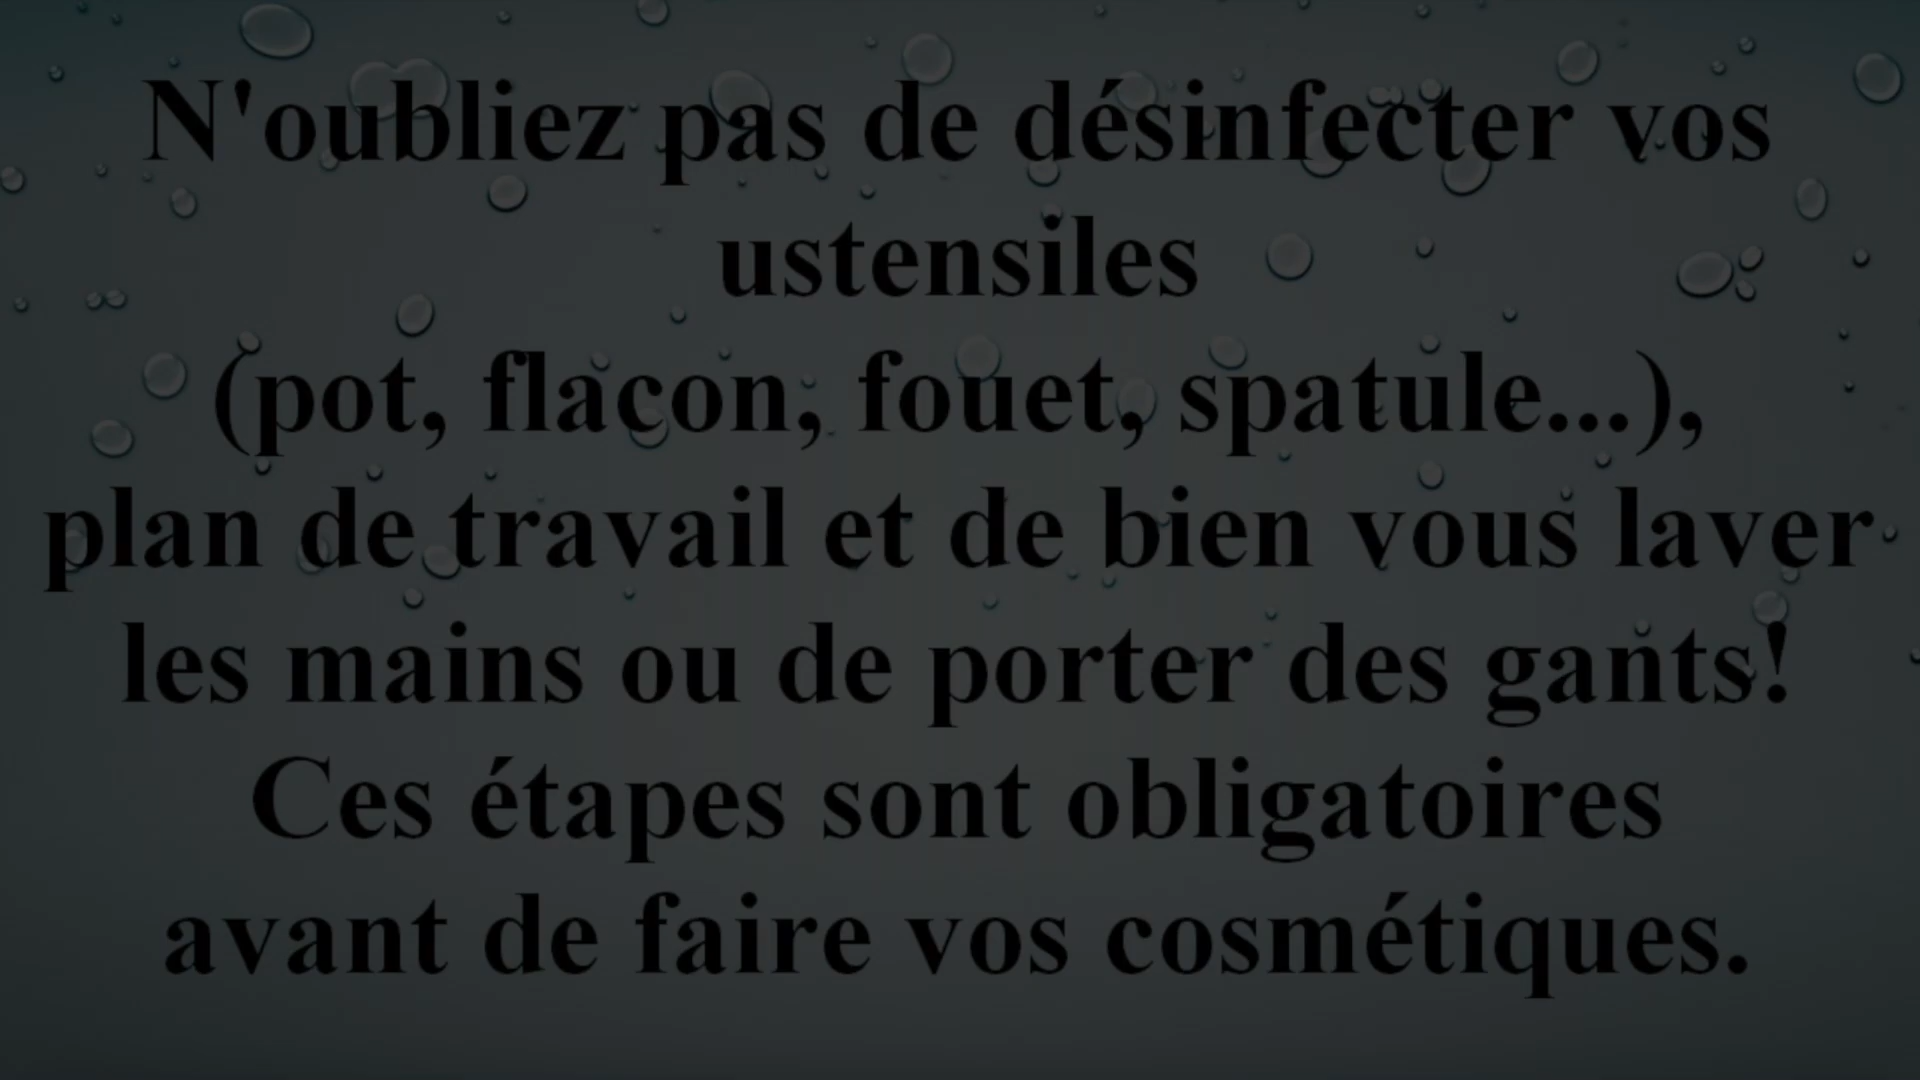 N'oubliez pas de désinfecter vos
ustensiles
(pot, flacon, fouet, spatule...),
plan de travail et de bien vous laver
les mains ou de porter des gants!
Ces étapes sont obligatoires
avant de faire vos cosmétiques.